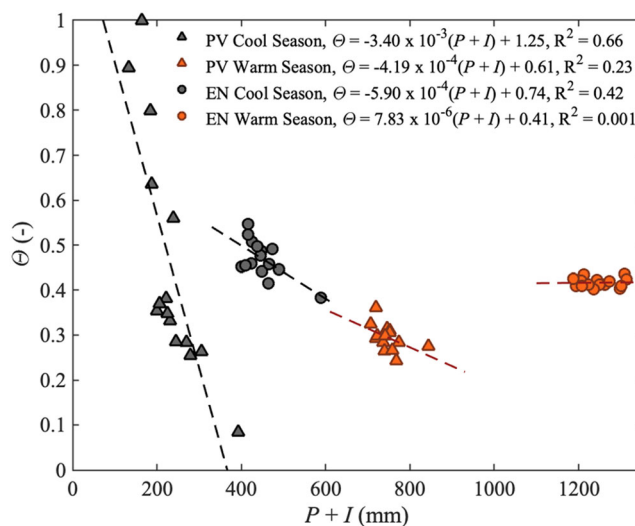 PV Cool Season, Θ = -3.40 x 10⁻³(P + I) + 1.25, R² = 0.66
PV Warm Season, Θ = -4.19 x 10⁻⁴(P + I) + 0.61, R² = 0.23
EN Cool Season, Θ = -5.90 x 10⁻⁴(P + I) + 0.74, R² = 0.42
EN Warm Season, Θ = 7.83 x 10⁻⁶(P + I) + 0.41, R² = 0.001
1
0.9
0.8
0.7
0.6
0.5
0.4
0.3
0.2
0.1
0
Θ (-)
0 200 400 600 800 1000 1200
P + I (mm)